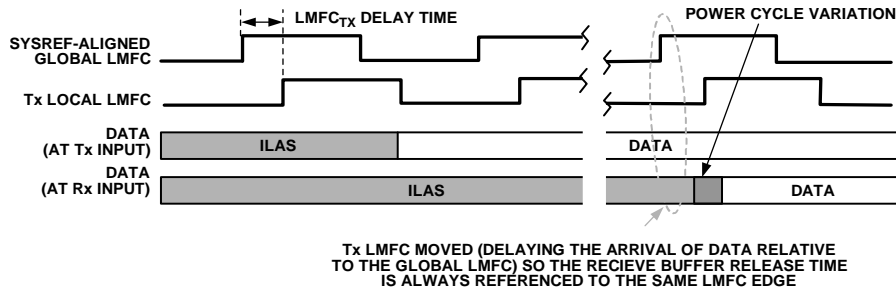 LMFCTX DELAY TIME
POWER CYCLE VARIATION
SYSREF-ALIGNED
GLOBAL LMFC
Tx LOCAL LMFC
DATA
(AT Tx INPUT)
ILAS
DATA
DATA
(AT Rx INPUT)
ILAS
DATA
Tx LMFC MOVED (DELAYING THE ARRIVAL OF DATA RELATIVE
TO THE GLOBAL LMFC) SO THE RECIEVE BUFFER RELEASE TIME
IS ALWAYS REFERENCED TO THE SAME LMFC EDGE